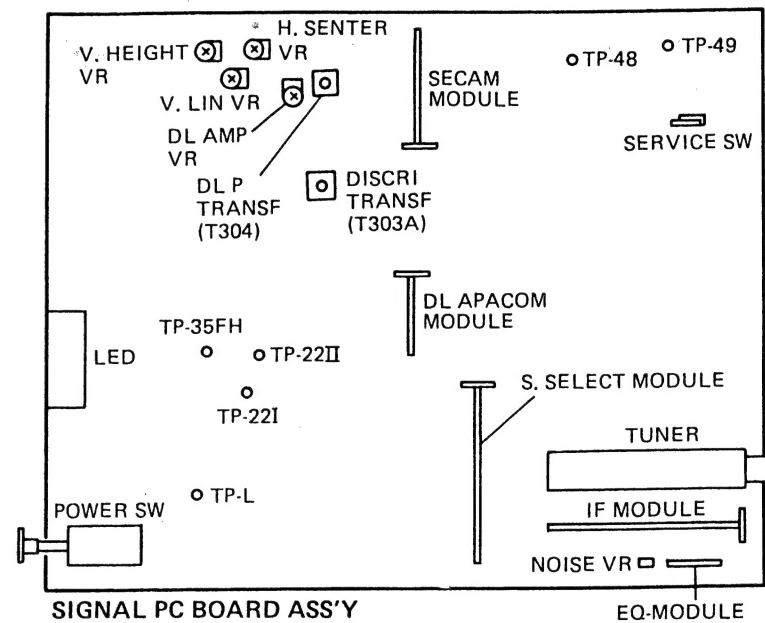 H. SENTER
VR
V. HEIGHT
VR
V. LIN VR
DL AMP
VR
DL P
TRANSF
(T304)
DISCRI
TRANSF
(T303A)
SECAM
MODULE
TP-48
TP-49
SERVICE SW
DL APACOM
MODULE
TP-35FH
LED
TP-22II
TP-22I
S. SELECT MODULE
TUNER
TP-L
POWER SW
IF MODULE
NOISE VR
EQ-MODULE
SIGNAL PC BOARD ASS'Y